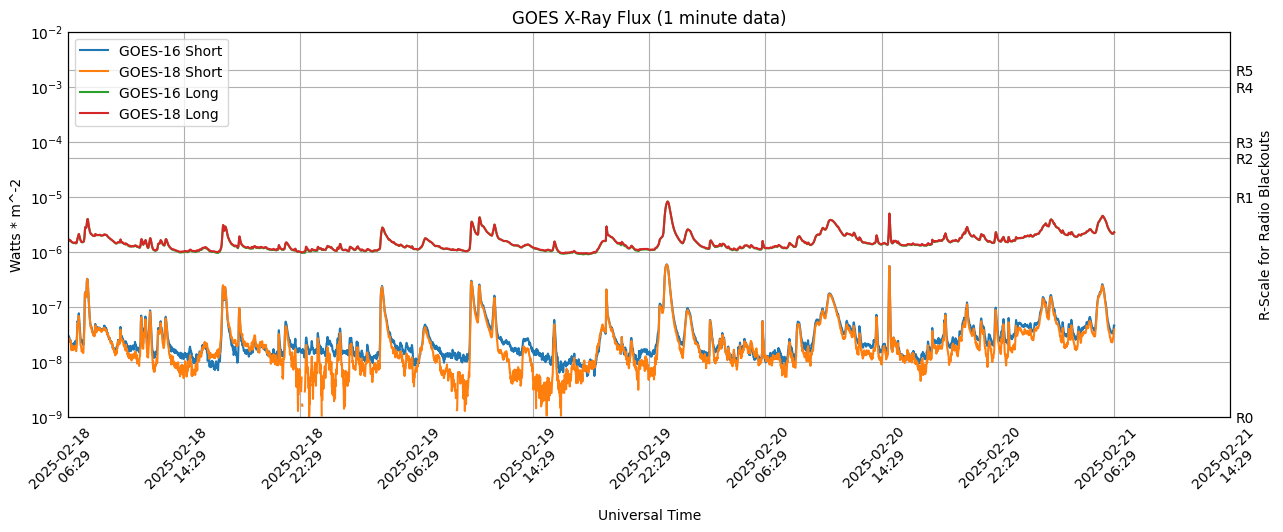 GOES X-Ray Flux (1 minute data)
GOES-16 Short
GOES-18 Short
GOES-16 Long
GOES-18 Long
10^-2
10^-3
10^-4
10^-5
10^-6
10^-7
10^-8
10^-9
Watts * m^-2
R5
R4
R3
R2
R1
R0
R-Scale for Radio Blackouts
2025-02-18
06:29
2025-02-18
14:29
2025-02-18
22:29
2025-02-19
06:29
2025-02-19
14:29
2025-02-19
22:29
2025-02-20
06:29
2025-02-20
14:29
2025-02-20
22:29
2025-02-21
06:29
2025-02-21
14:29
Universal Time